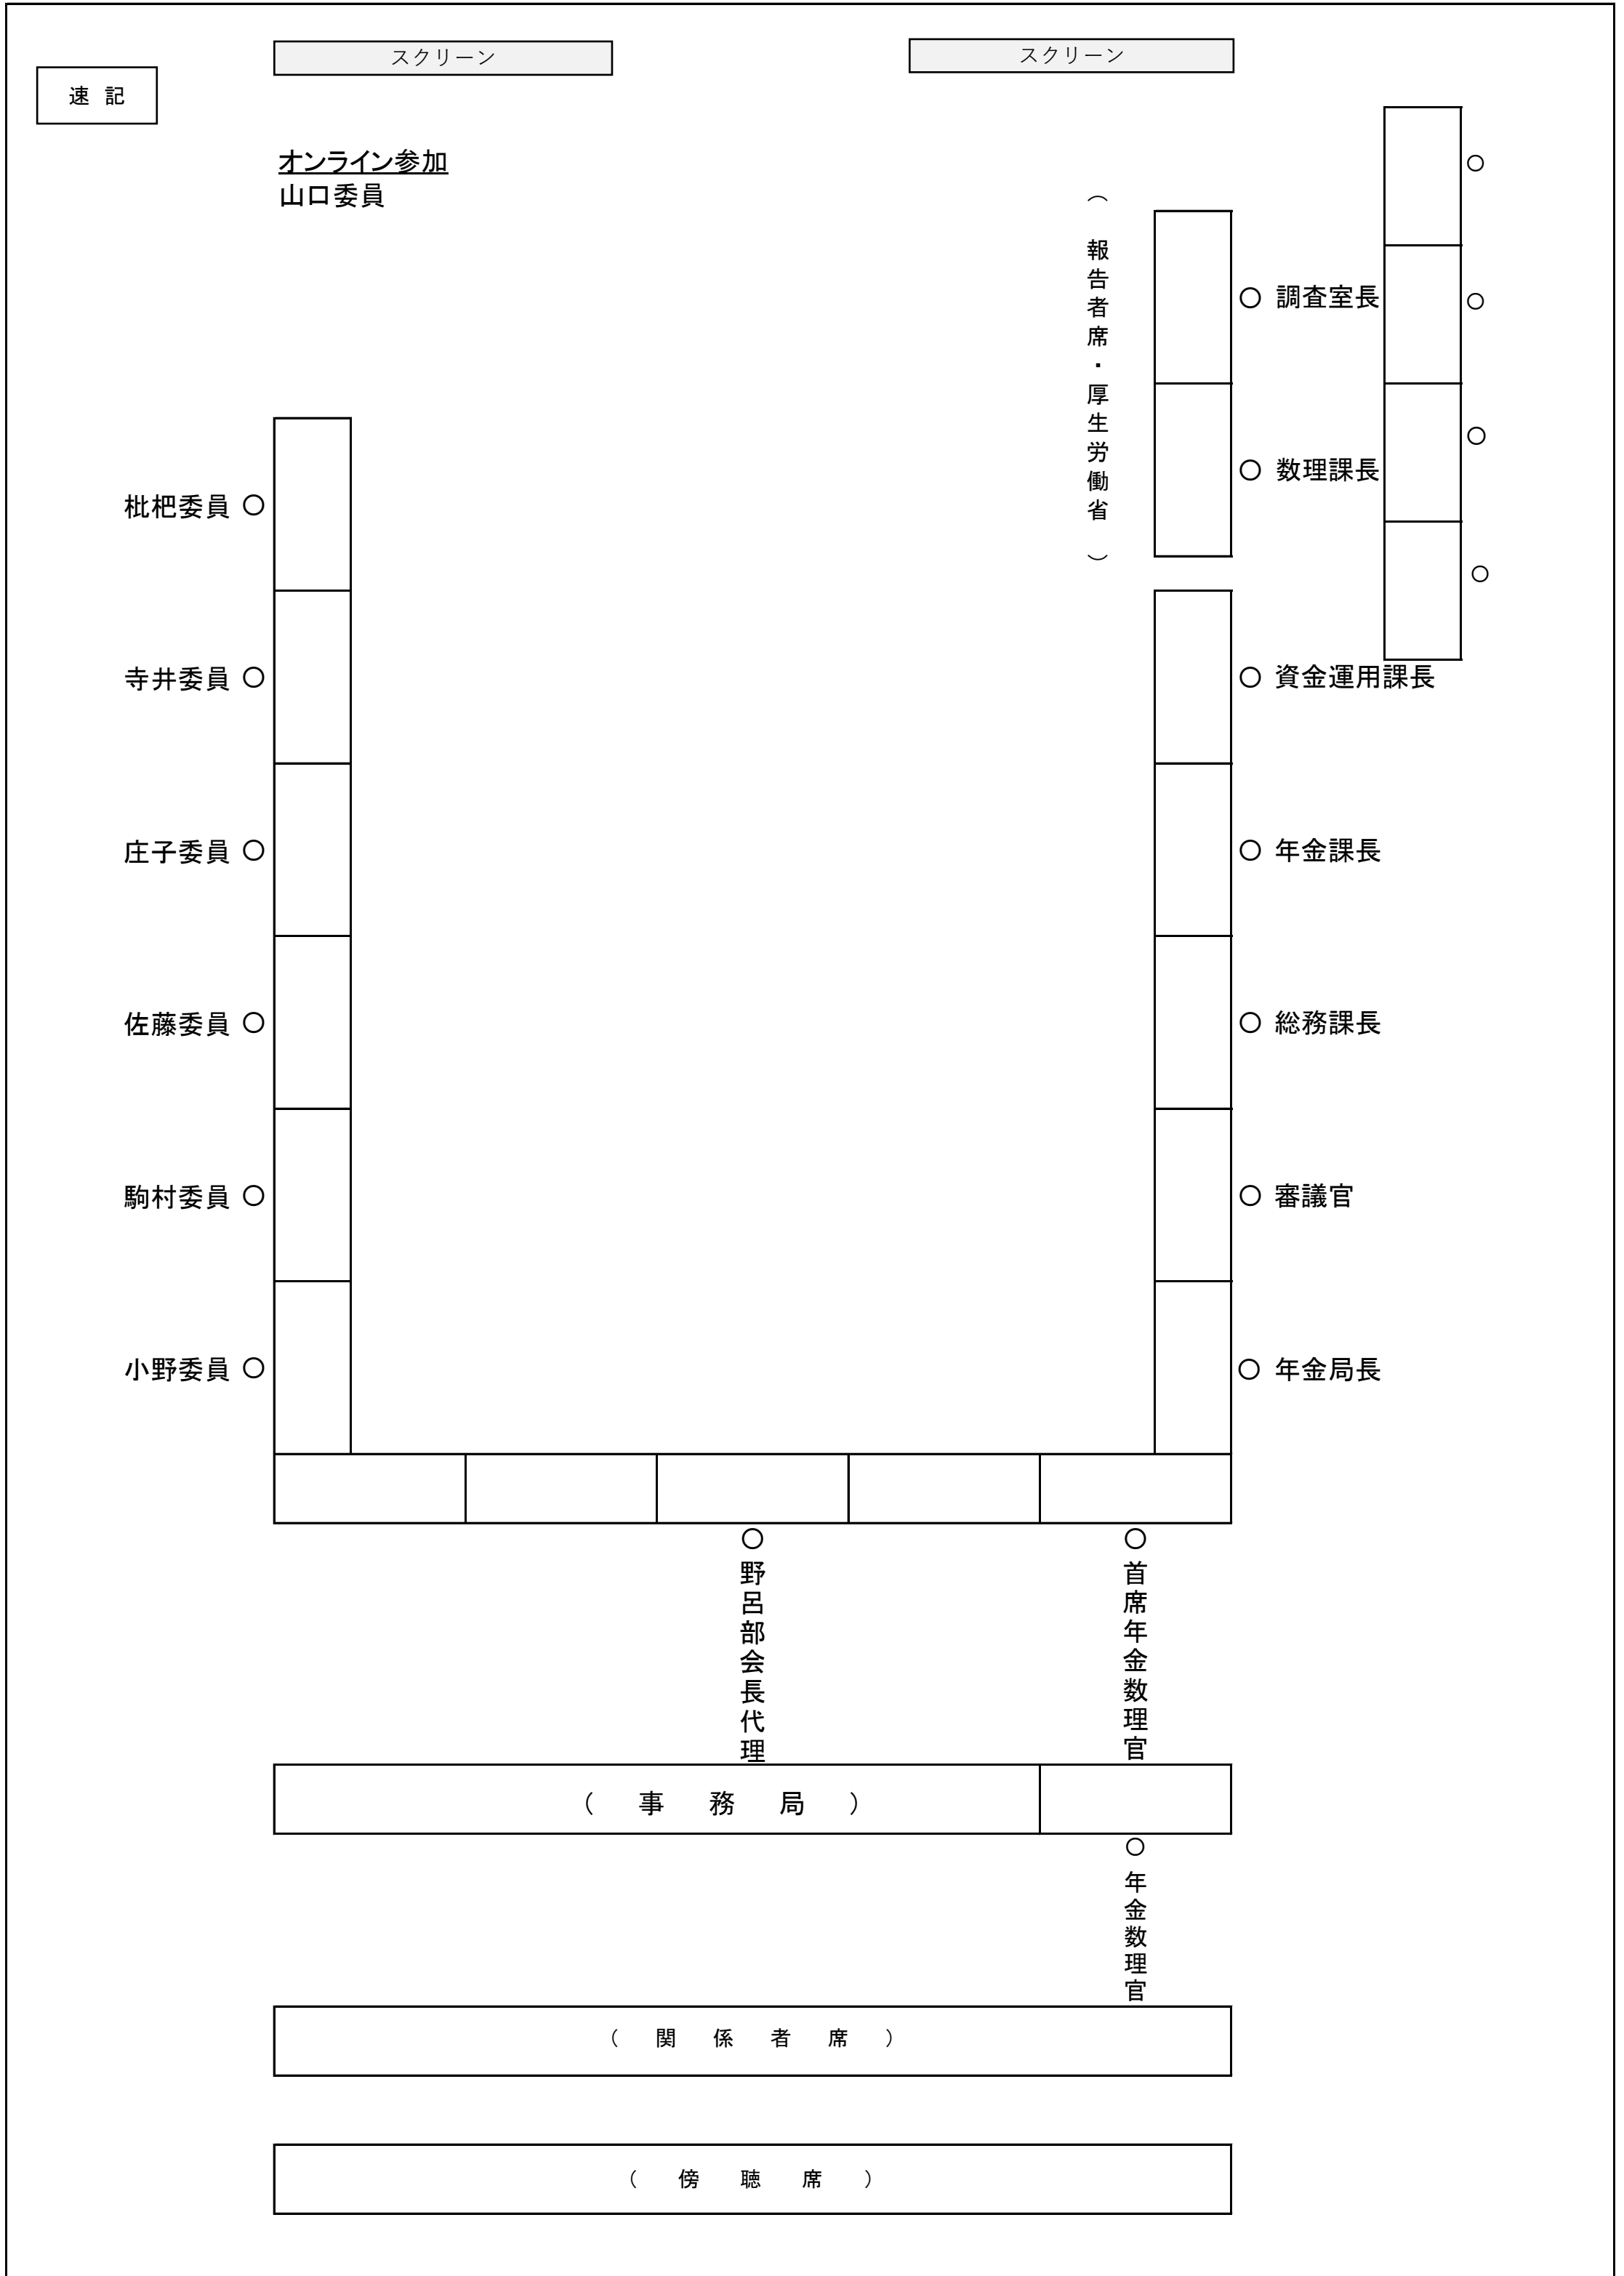 スクリーン
スクリーン
速 記
オンライン参加
山口委員
（ 報告者席・厚生労働省 ）
○ 調査室長
○ 数理課長
○
○
○
○
枇杷委員 ○
寺井委員 ○
庄子委員 ○
佐藤委員 ○
駒村委員 ○
小野委員 ○
○ 資金運用課長
○ 年金課長
○ 総務課長
○ 審議官
○ 年金局長
○野呂部会長代理
○首席年金数理官
（ 事 務 局 ）
○年金数理官
（ 関 係 者 席 ）
（ 傍 聴 席 ）